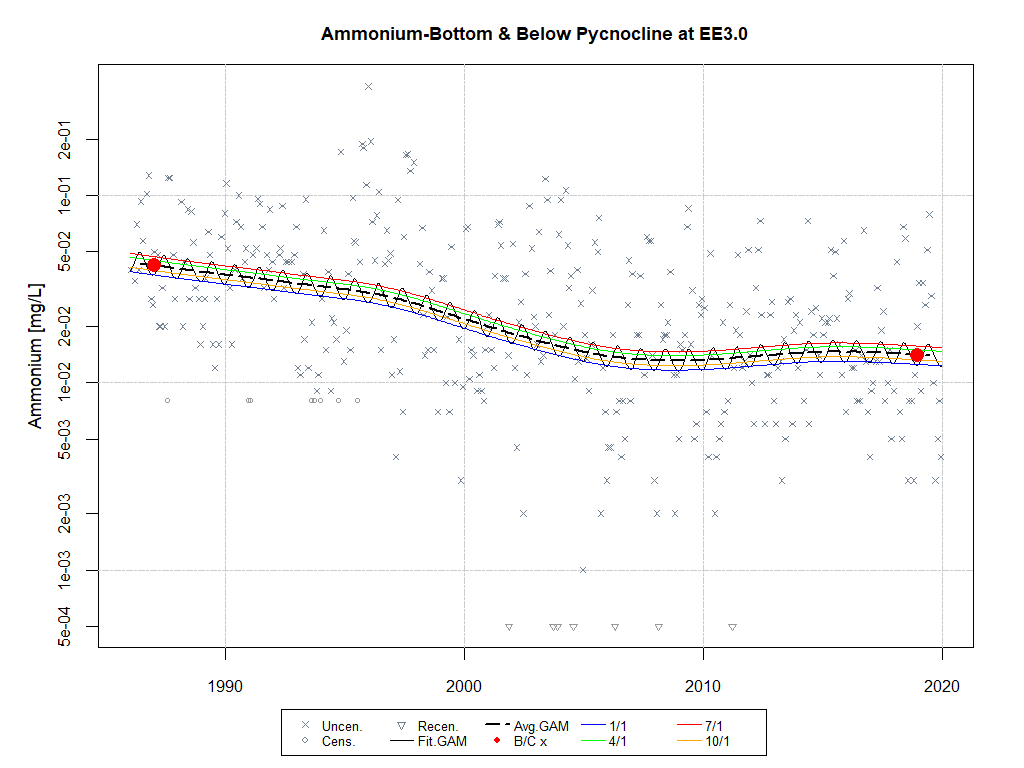 Ammonium-Bottom & Below Pycnocline at EE3.0
Ammonium [mg/L]
2e-01
1e-01
5e-02
2e-02
1e-02
5e-03
2e-03
1e-03
5e-04
1990 2000 2010 2020
Uncen. Recen. Avg.GAM 1/1 7/1
Cens. Fit.GAM B/C x 4/1 10/1